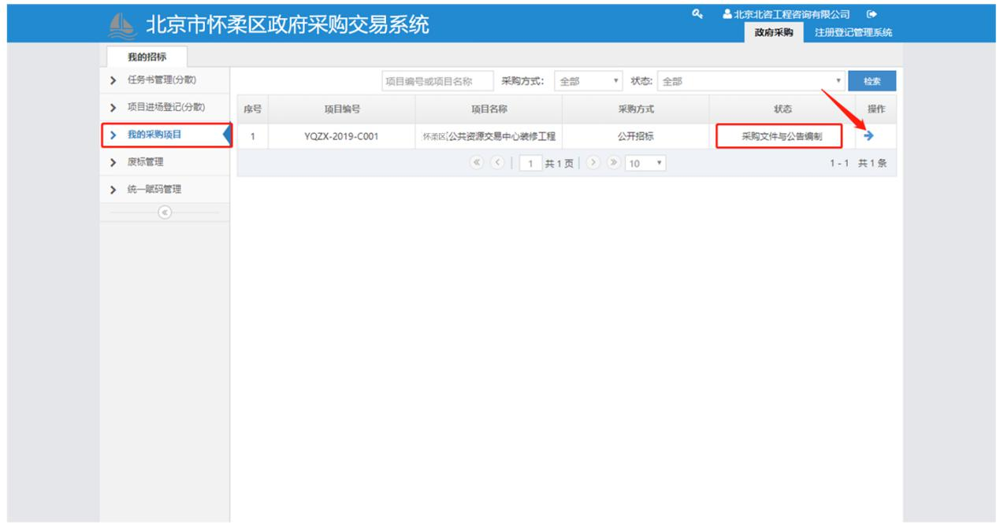 北京市怀柔区政府采购交易系统
北京北咨工程咨询有限公司
政府采购 注册登记管理系统
我的招标
任务书管理(分散)
项目进场登记(分散)
我的采购项目
废标管理
统一赋码管理
项目编号或项目名称 采购方式: 全部 状态: 全部 检索
序号 项目编号 项目名称 采购方式 状态 操作
1 YQZX-2019-C001 怀柔区公共资源交易中心装修工程 公开招标 采购文件与公告编制
1 共1页 10 1 - 1 共1条